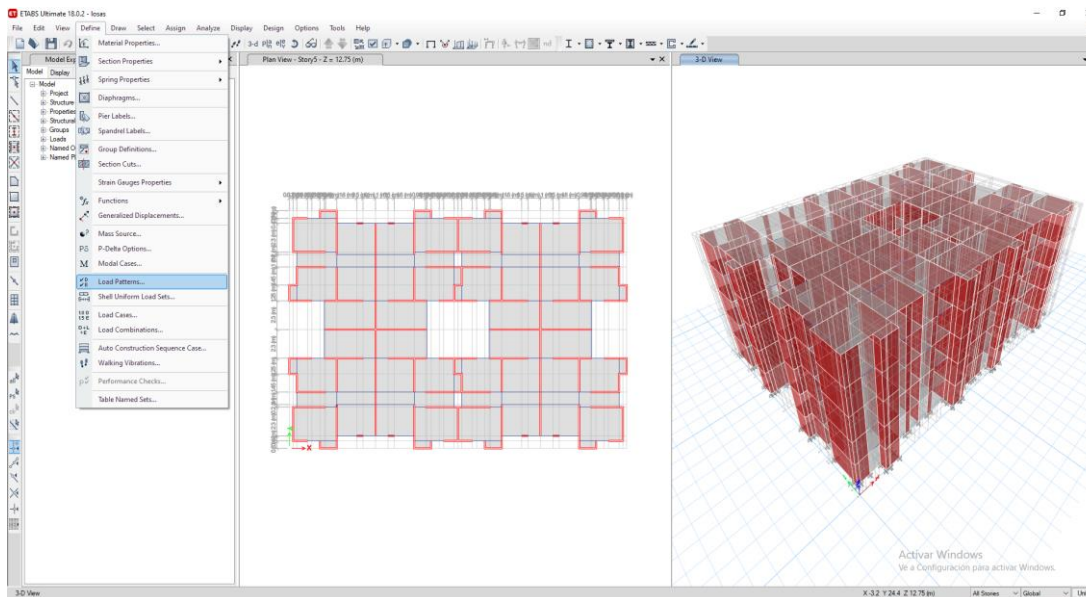 ETABS Ultimate 18.0.2 - losas
File Edit View Define Draw Select Assign Analyze Display Design Options Tools Help
Model Exp
Model Display
Model
Project
Structure
Properties
Structural
Groups
Loads
Named O
Named Pl
Material Properties...
Section Properties
Spring Properties
Diaphragms...
Pier Labels...
Spandrel Labels...
Group Definitions...
Section Cuts...
Strain Gauges Properties
Functions
Generalized Displacements...
Mass Source...
P-Delta Options...
Modal Cases...
Load Patterns...
Shell Uniform Load Sets...
Load Cases...
Load Combinations...
Auto Construction Sequence Case...
Walking Vibrations...
Performance Checks...
Table Named Sets...
Plan View - Story5 - Z = 12.75 (m)
X
3-D View
Activar Windows
Ve a Configuración para activar Windows.
3-D View
X -3.2 Y 24.4 Z 12.75 (m)
All Stories
Global